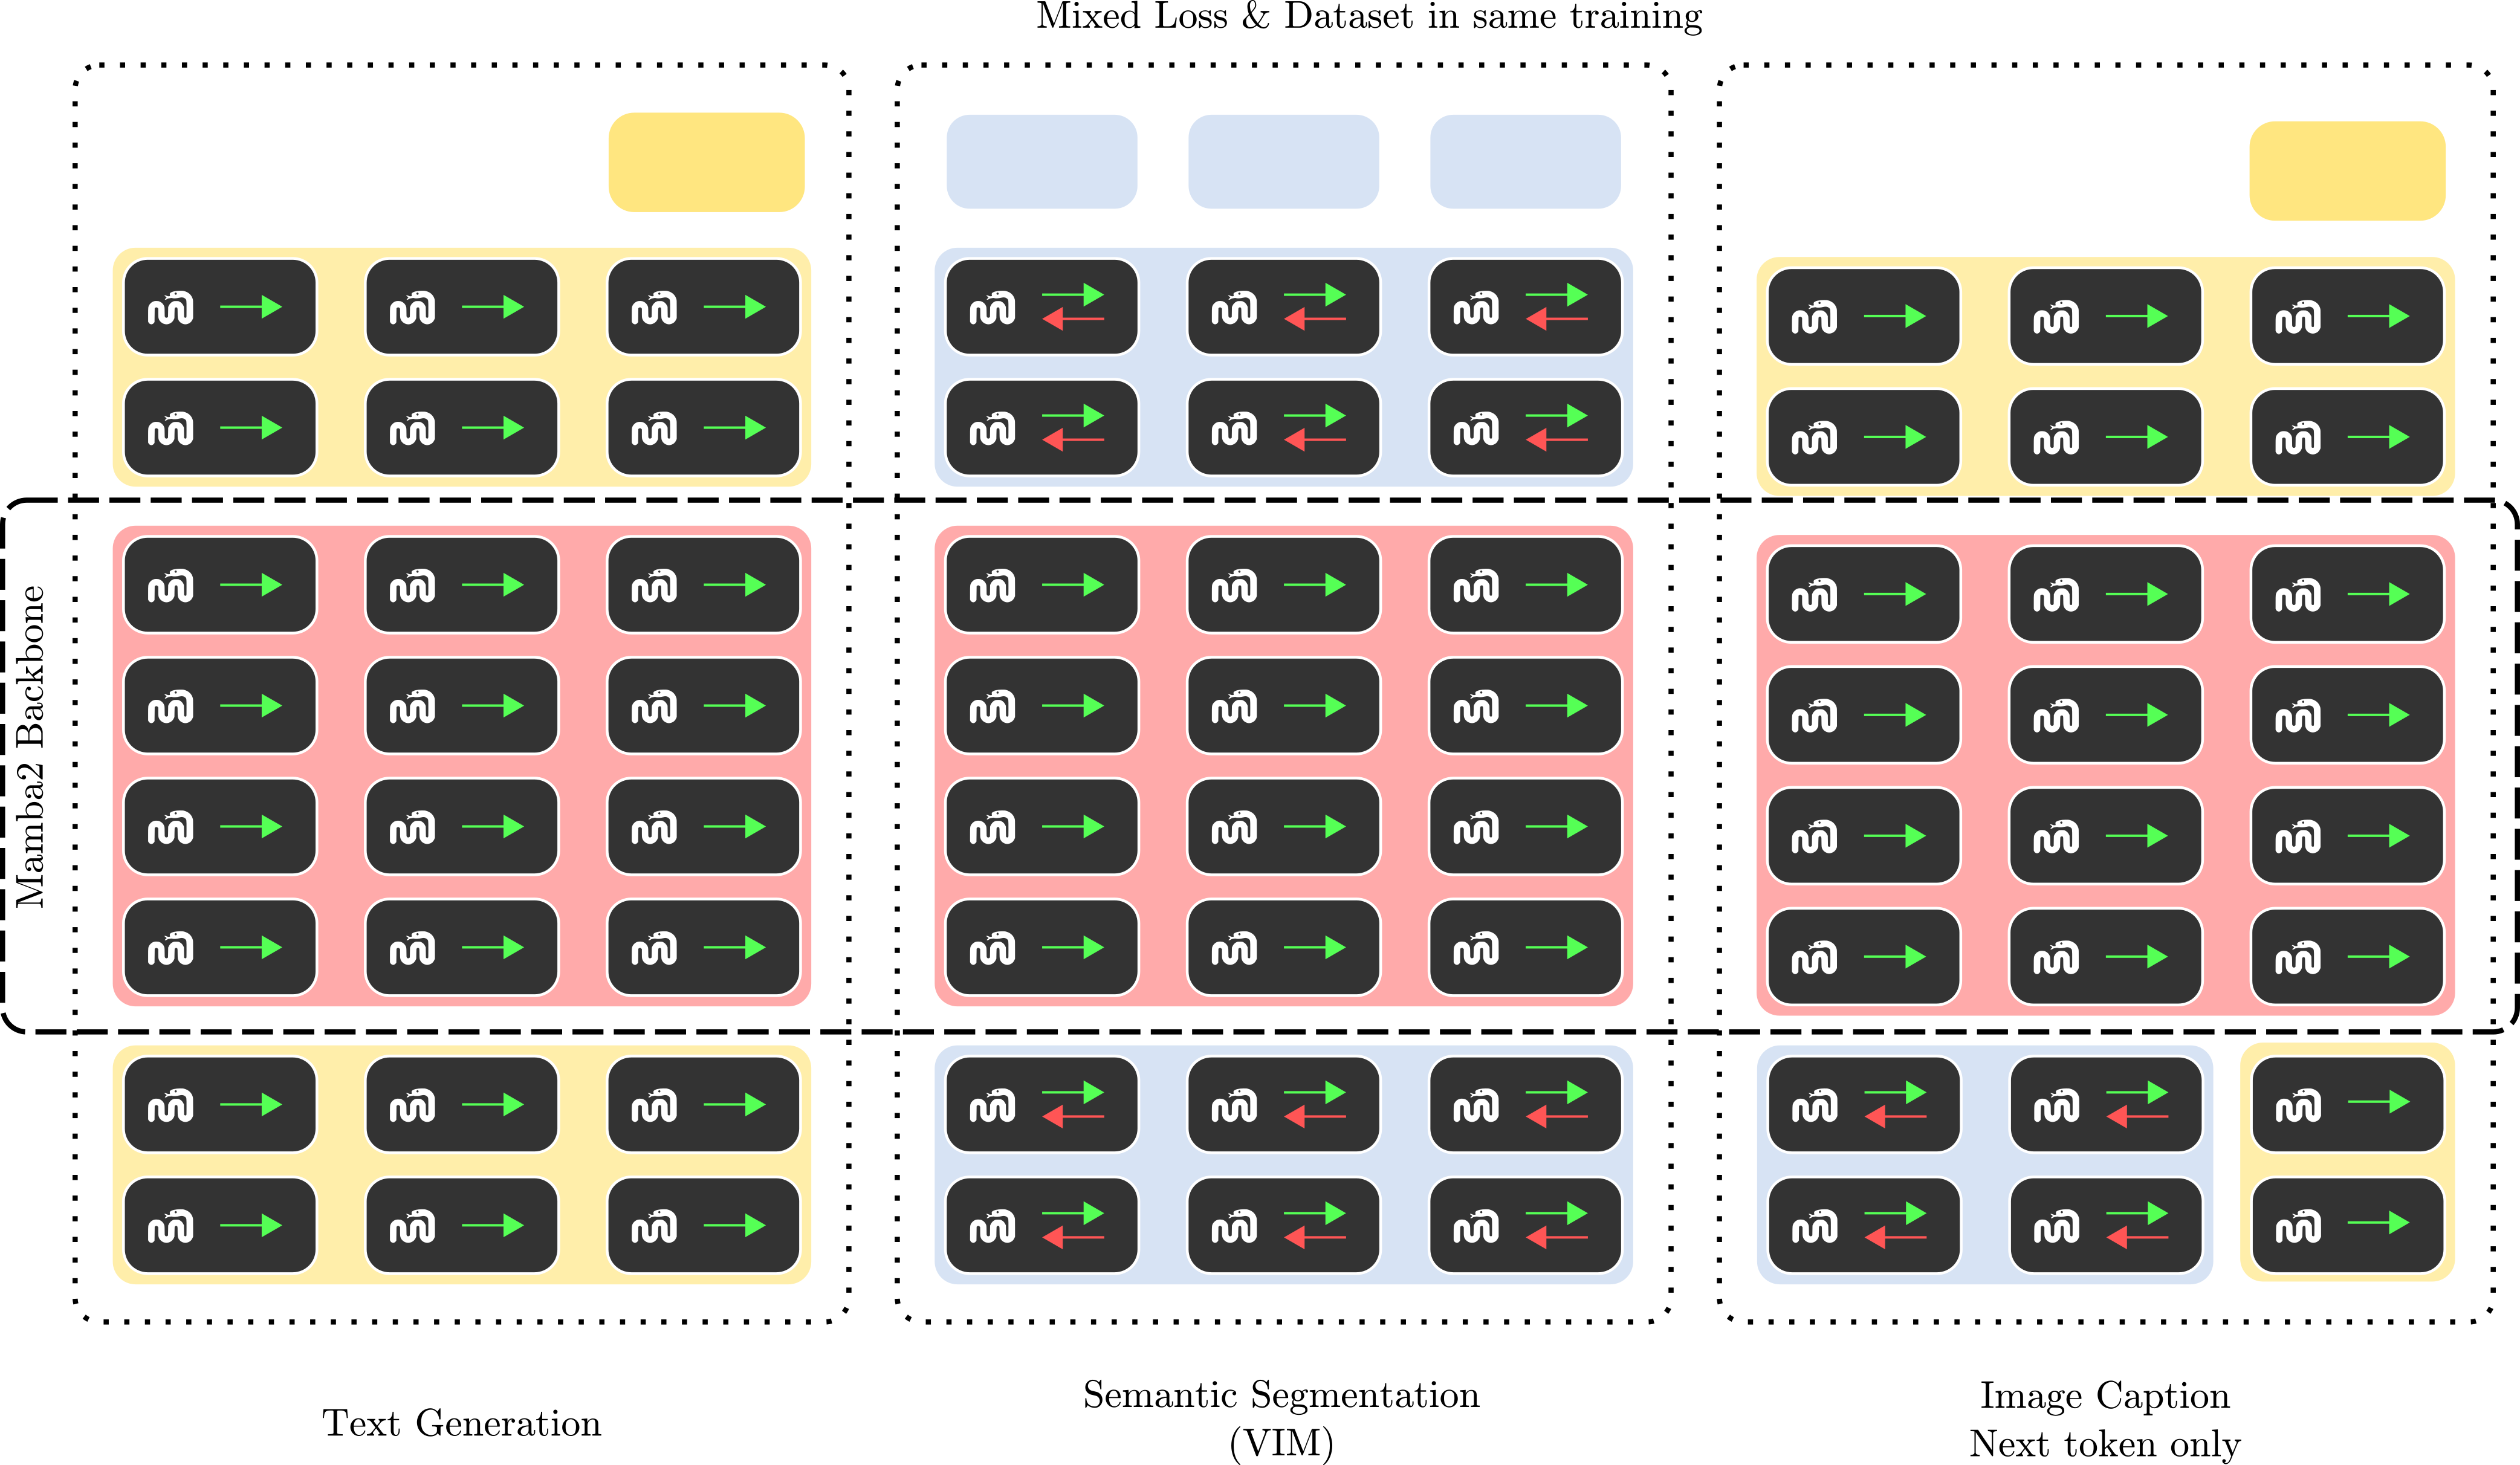 Mixed Loss & Dataset in same training
Mamba2 Backbone
Text Generation
Semantic Segmentation
(VIM)
Image Caption
Next token only